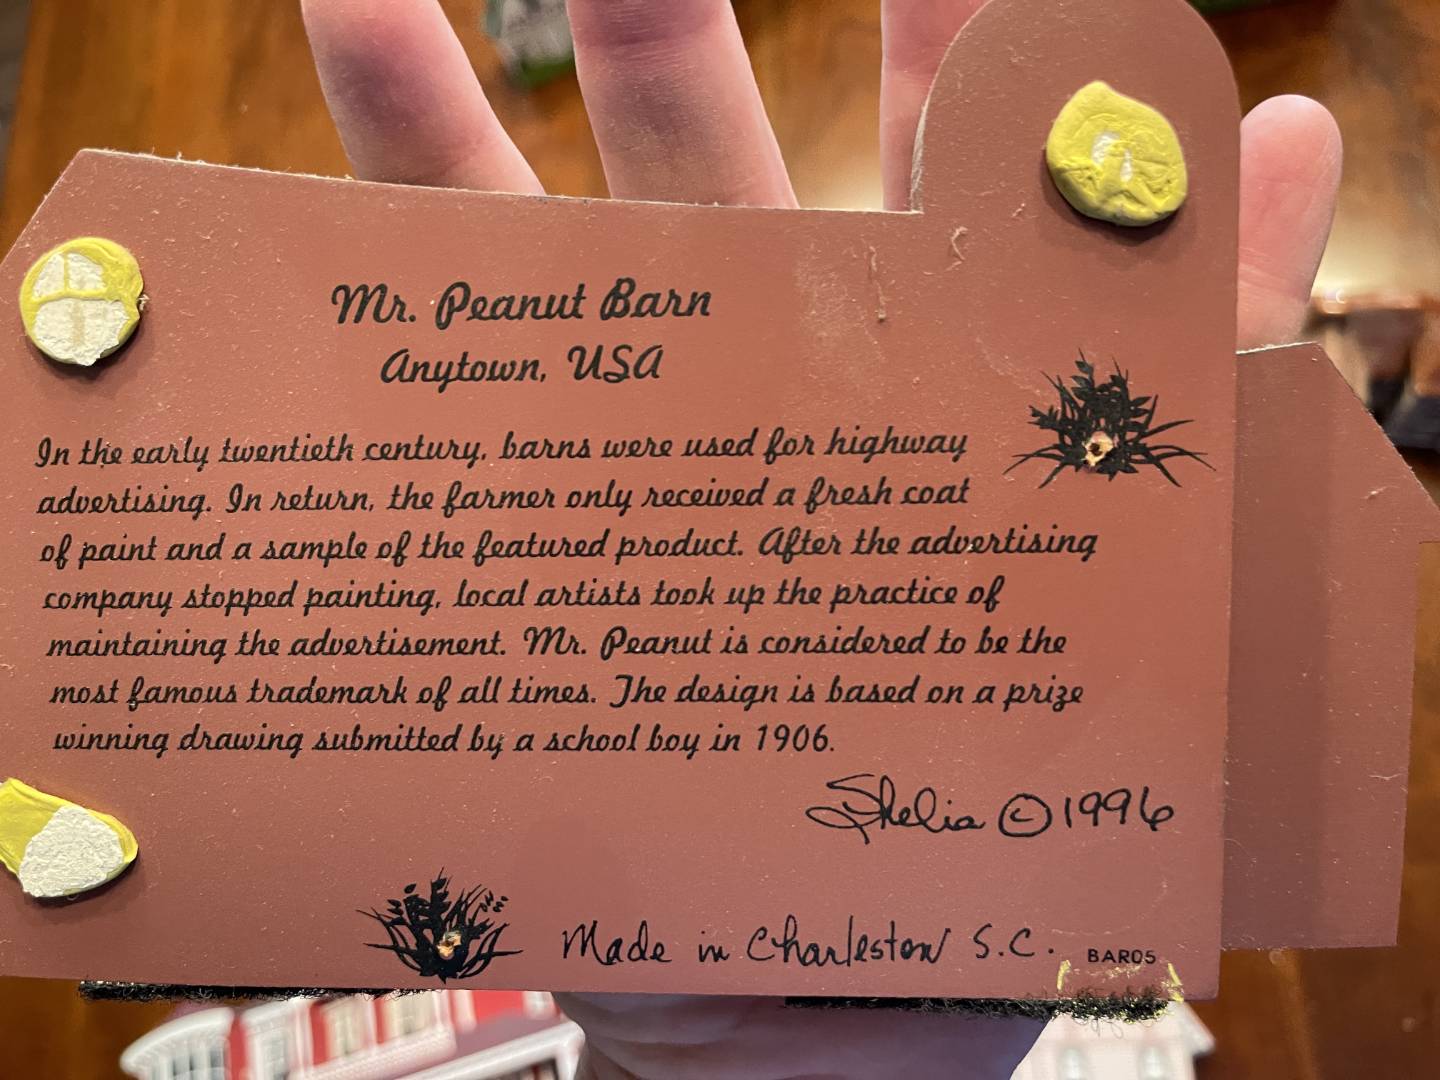 Mr. Peanut Barn
Anytown, USA
In the early twentieth century, barns were used for highway
advertising. In return, the farmer only received a fresh coat
of paint and a sample of the featured product. After the advertising
company stopped painting, local artists took up the practice of
maintaining the advertisement. Mr. Peanut is considered to be the
most famous trademark of all times. The design is based on a prize
winning drawing submitted by a school boy in 1906.
Shelia © 1996
Made in Charleston S.C. BAR05